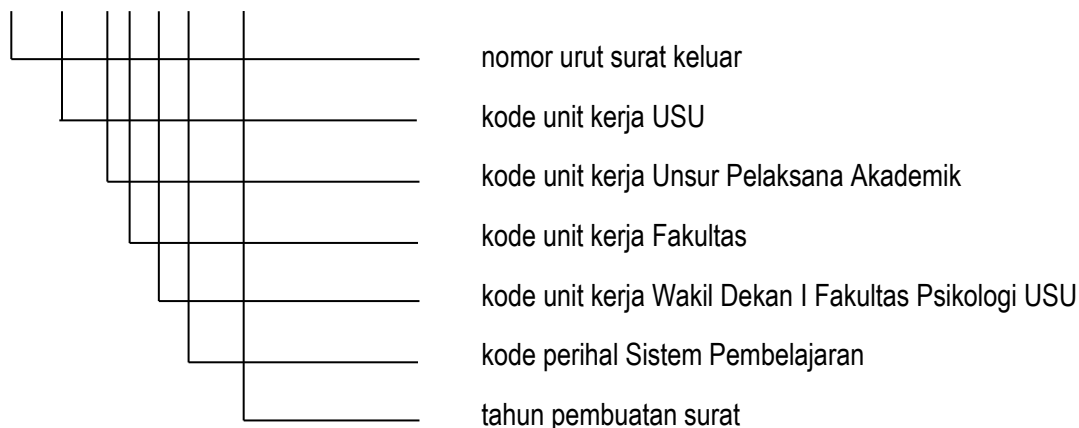 nomor urut surat keluar
kode unit kerja USU
kode unit kerja Unsur Pelaksana Akademik
kode unit kerja Fakultas
kode unit kerja Wakil Dekan I Fakultas Psikologi USU
kode perihal Sistem Pembelajaran
tahun pembuatan surat